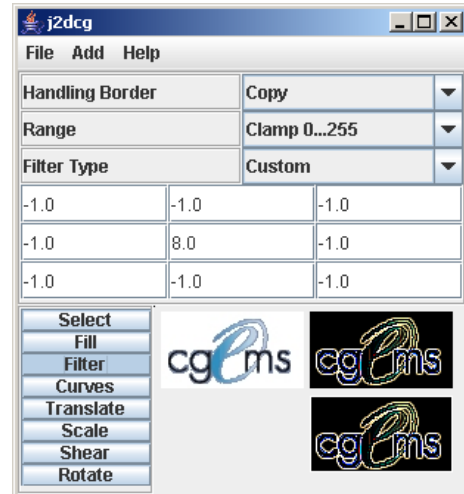 j2dcg
File Add Help
Handling Border Copy
Range Clamp 0...255
Filter Type Custom
-1.0 -1.0 -1.0
-1.0 8.0 -1.0
-1.0 -1.0 -1.0
Select
Fill
Filter
Curves
Translate
Scale
Shear
Rotate
cgems cgems
cgems